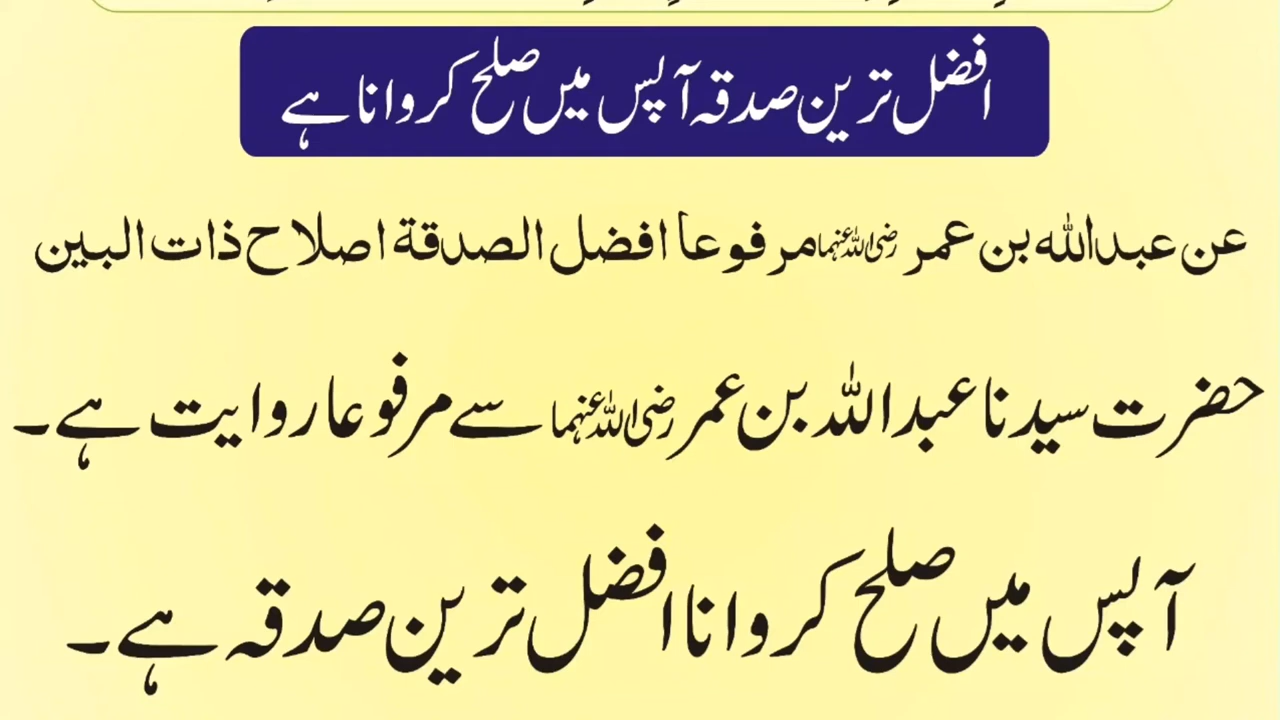 افضل ترین صدقہ آپس میں صلح کروانا ہے
عن عبداللہ بن عمر رضی اللہ عنہما مرفوعاً افضل الصدقة اصلاح ذات البین
حضرت سیدنا عبداللہ بن عمر رضی اللہ عنہما سے مرفوعا روایت ہے۔
آپس میں صلح کروانا افضل ترین صدقہ ہے۔